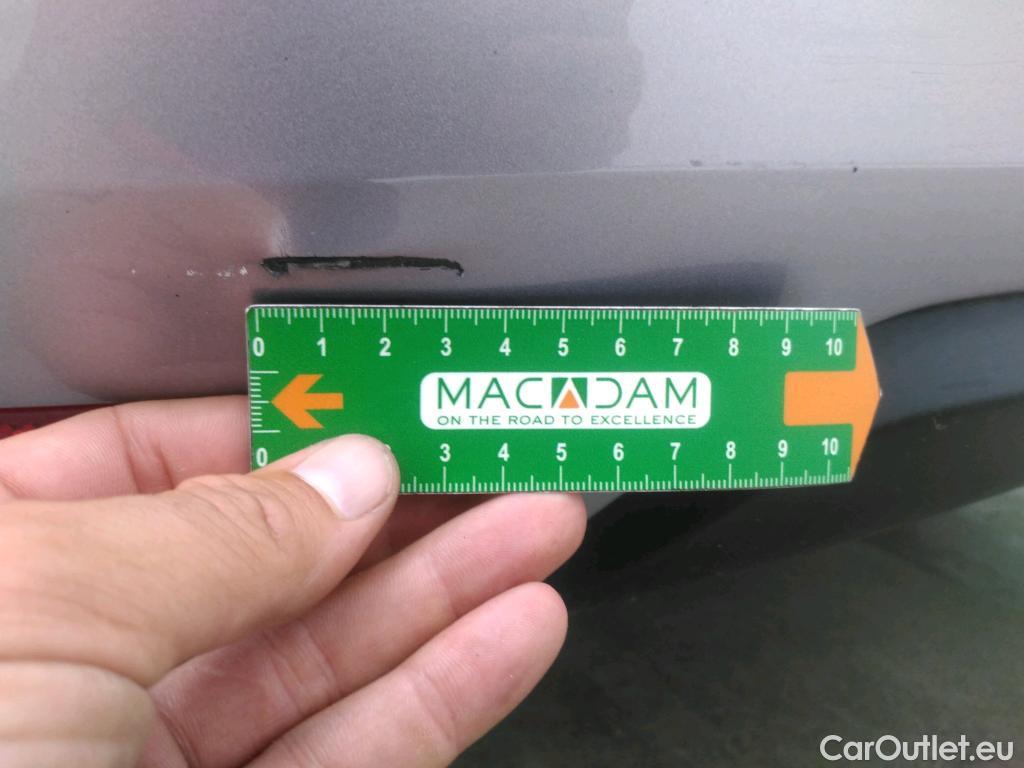 0 1 2 3 4 5 6 7 8 9 10
MACADAM
ON THE ROAD TO EXCELLENCE
0 3 4 5 6 7 8 9 10
CarOutlet.eu